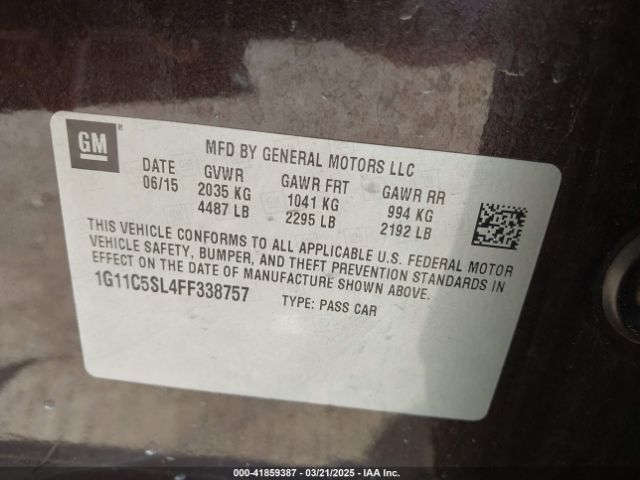 GM
MFD BY GENERAL MOTORS LLC
DATE GVWR GAWR FRT GAWR RR
06/15 2035 KG 1041 KG 994 KG
4487 LB 2295 LB 2192 LB
THIS VEHICLE CONFORMS TO ALL APPLICABLE U.S. FEDERAL MOTOR
VEHICLE SAFETY, BUMPER, AND THEFT PREVENTION STANDARDS IN
EFFECT ON THE DATE OF MANUFACTURE SHOWN ABOVE.
1G11C5SL4FF338757 TYPE: PASS CAR
000-41859387 - 03/21/2025 - IAA Inc.